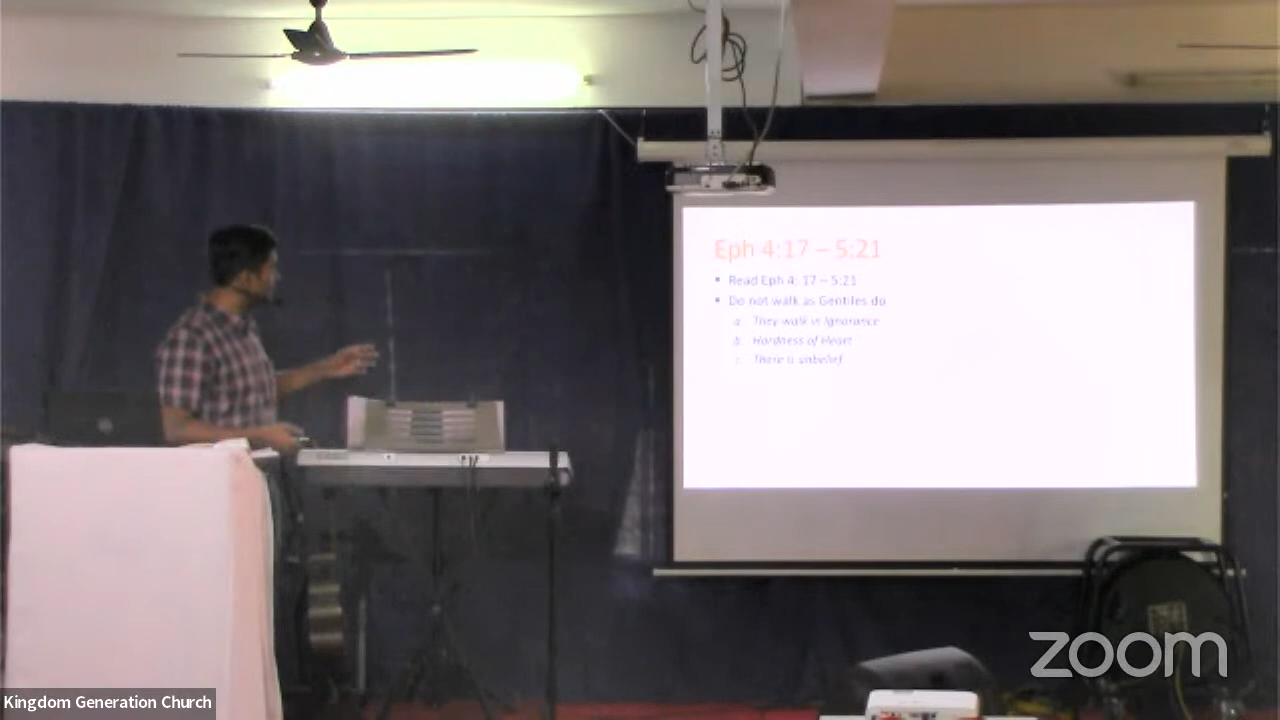 Eph 4:17 – 5:21
▪ Read Eph 4: 17 – 5:21
▪ Do not walk as Gentiles do
a. They walk in Ignorance
b. Hardness of Heart
c. There is unbelief
zoom
Kingdom Generation Church